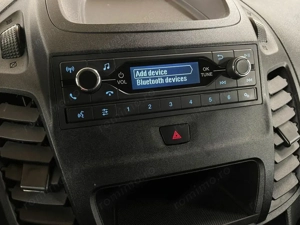 Add device
Bluetooth devices
VOL
OK
TUNE
1 2 3 4 5 6